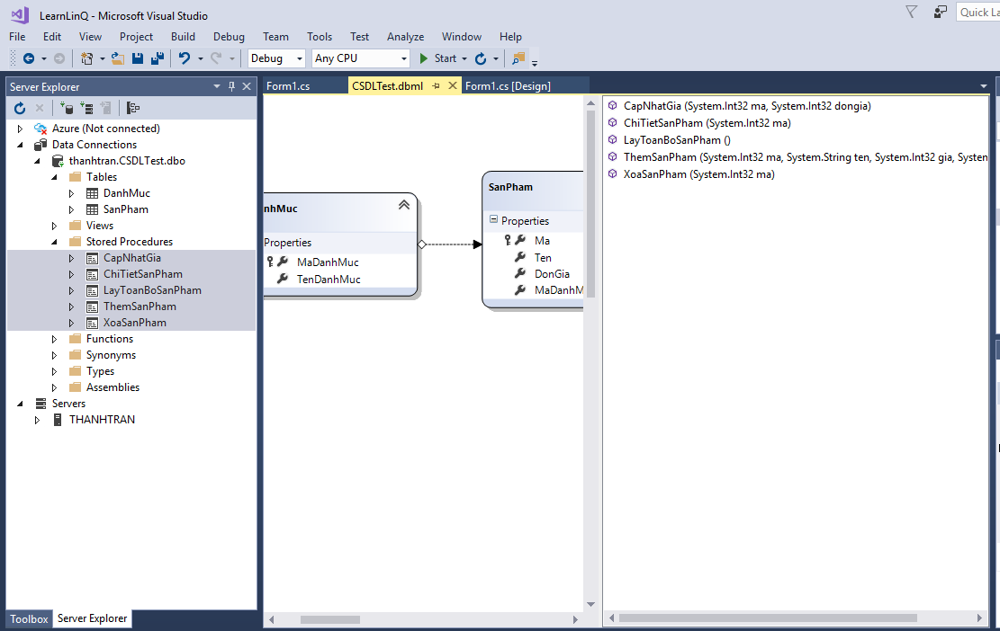 LearnLinQ - Microsoft Visual Studio
Quick La
File Edit View Project Build Debug Team Tools Test Analyze Window Help
Debug Any CPU Start
Server Explorer
Form1.cs CSDLTest.dbml Form1.cs [Design]
Azure (Not connected)
Data Connections
thanhtran.CSDLTest.dbo
Tables
DanhMuc
SanPham
Views
Stored Procedures
CapNhatGia
ChiTietSanPham
LayToanBoSanPham
ThemSanPham
XoaSanPham
Functions
Synonyms
Types
Assemblies
Servers
THANHTRAN
Toolbox Server Explorer
nhMuc
Properties
MaDanhMuc
TenDanhMuc
SanPham
Properties
Ma
Ten
DonGia
MaDanhM
CapNhatGia (System.Int32 ma, System.Int32 dongia)
ChiTietSanPham (System.Int32 ma)
LayToanBoSanPham ()
ThemSanPham (System.Int32 ma, System.String ten, System.Int32 gia, System
XoaSanPham (System.Int32 ma)